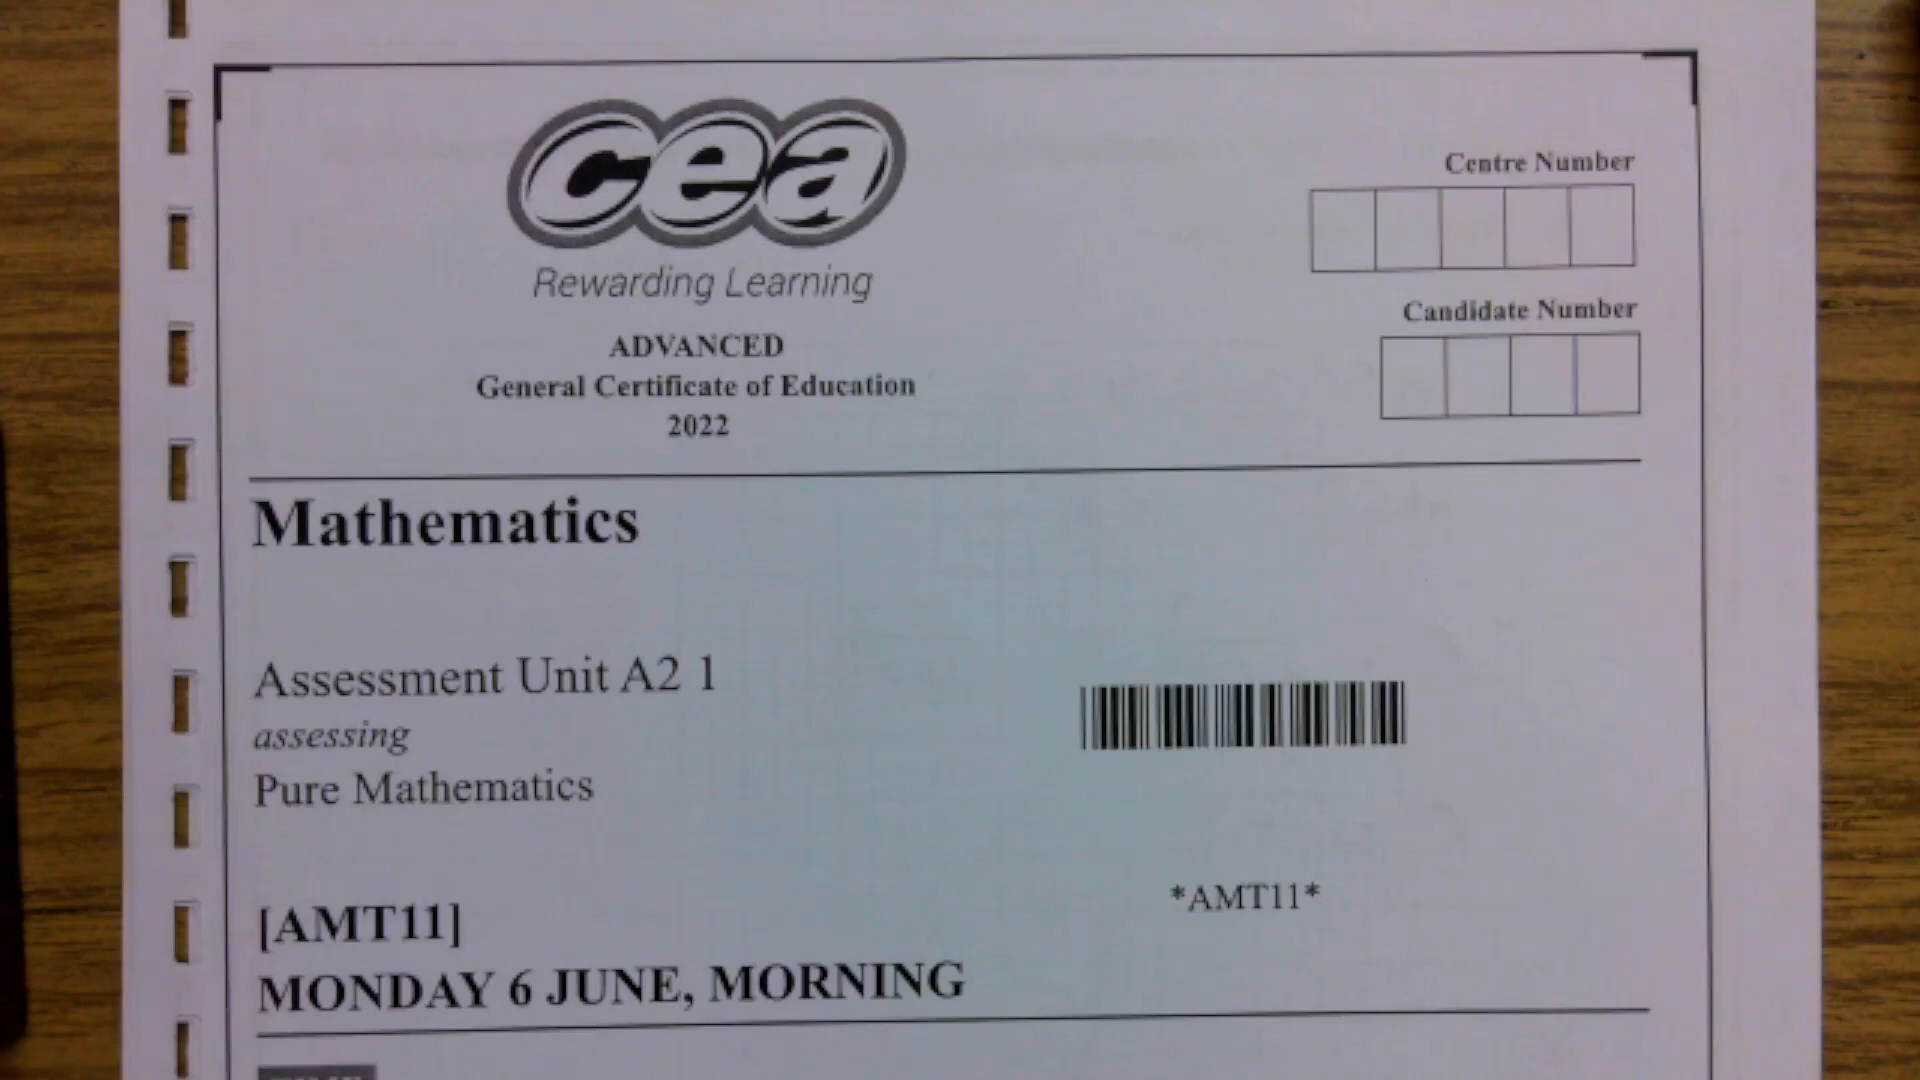 cea
Rewarding Learning
ADVANCED
General Certificate of Education
2022
Centre Number
Candidate Number
Mathematics
Assessment Unit A2 1
assessing
Pure Mathematics
[AMT11]
MONDAY 6 JUNE, MORNING
*AMT11*